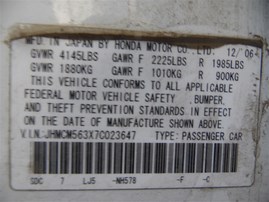 MFD. IN JAPAN BY HONDA MOTOR CO.,LTD. 12/'06
GVWR 4145LBS GAWR F 2225LBS R 1985LBS
GVWR 1880KG GAWR F 1010KG R 900KG
THIS VEHICLE CONFORMS TO ALL APPLICABLE
FEDERAL MOTOR VEHICLE SAFETY, BUMPER,
AND THEFT PREVENTION STANDARDS IN EFFECT
ON THE DATE OF MANUFACTURE SHOWN ABOVE.
V.I.N.:JHMCM563X7C023647 TYPE: PASSENGER CAR
7 LJ5 -NH578 -F -C